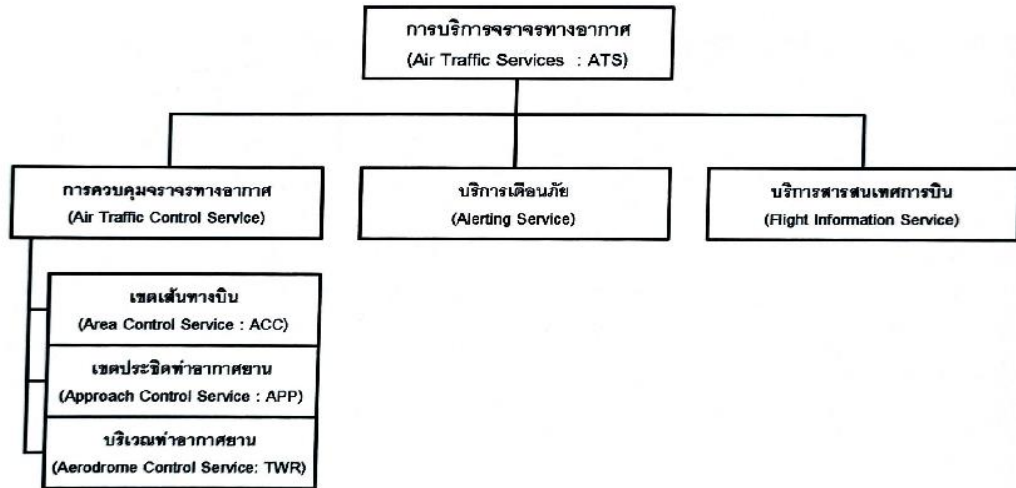 การบริการจราจรทางอากาศ
(Air Traffic Services : ATS)
การควบคุมจราจรทางอากาศ
(Air Traffic Control Service)
บริการเตือนภัย
(Alerting Service)
บริการสารสนเทศการบิน
(Flight Information Service)
เขตเส้นทางบิน
(Area Control Service : ACC)
เขตประชิดท่าอากาศยาน
(Approach Control Service : APP)
บริเวณท่าอากาศยาน
(Aerodrome Control Service: TWR)